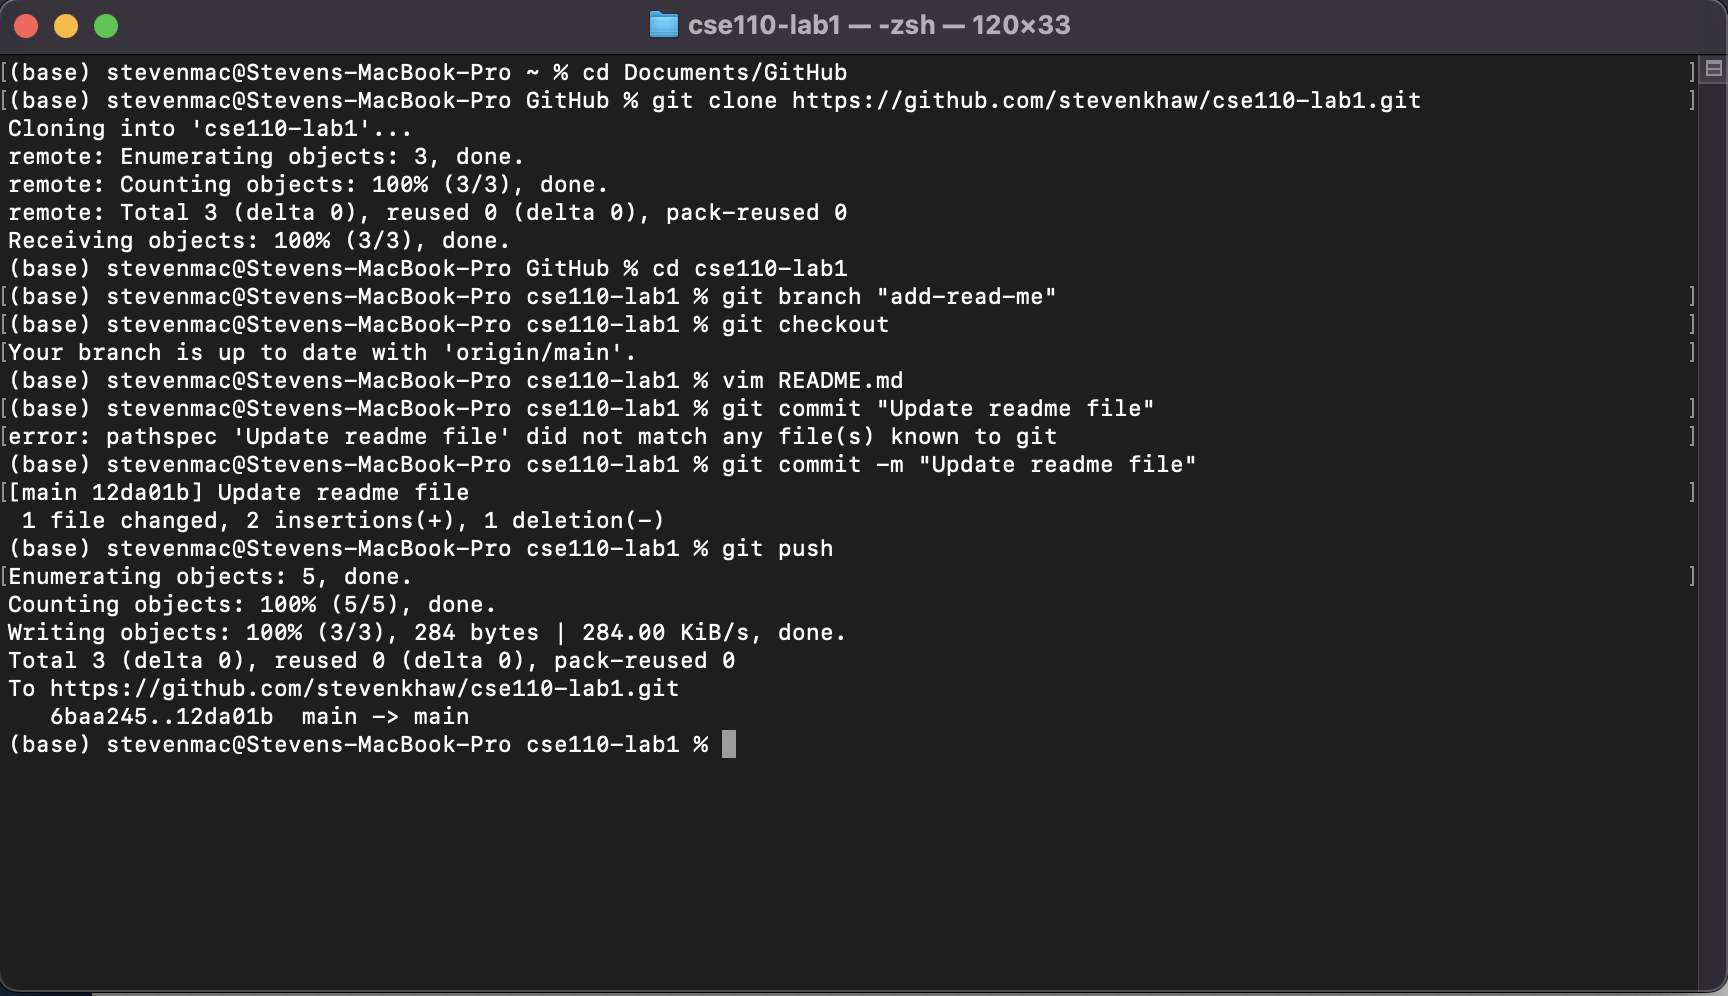 cse110-lab1 — -zsh — 120×33
[(base) stevenmac@Stevens-MacBook-Pro ~ % cd Documents/GitHub ]
[(base) stevenmac@Stevens-MacBook-Pro GitHub % git clone https://github.com/stevenkhaw/cse110-lab1.git ]
Cloning into 'cse110-lab1'...
remote: Enumerating objects: 3, done.
remote: Counting objects: 100% (3/3), done.
remote: Total 3 (delta 0), reused 0 (delta 0), pack-reused 0
Receiving objects: 100% (3/3), done.
(base) stevenmac@Stevens-MacBook-Pro GitHub % cd cse110-lab1
[(base) stevenmac@Stevens-MacBook-Pro cse110-lab1 % git branch "add-read-me" ]
[(base) stevenmac@Stevens-MacBook-Pro cse110-lab1 % git checkout ]
[Your branch is up to date with 'origin/main'. ]
(base) stevenmac@Stevens-MacBook-Pro cse110-lab1 % vim README.md
[(base) stevenmac@Stevens-MacBook-Pro cse110-lab1 % git commit "Update readme file" ]
[error: pathspec 'Update readme file' did not match any file(s) known to git ]
(base) stevenmac@Stevens-MacBook-Pro cse110-lab1 % git commit -m "Update readme file"
[[main 12da01b] Update readme file ]
 1 file changed, 2 insertions(+), 1 deletion(-)
(base) stevenmac@Stevens-MacBook-Pro cse110-lab1 % git push
[Enumerating objects: 5, done. ]
Counting objects: 100% (5/5), done.
Writing objects: 100% (3/3), 284 bytes | 284.00 KiB/s, done.
Total 3 (delta 0), reused 0 (delta 0), pack-reused 0
To https://github.com/stevenkhaw/cse110-lab1.git
   6baa245..12da01b  main -> main
(base) stevenmac@Stevens-MacBook-Pro cse110-lab1 %